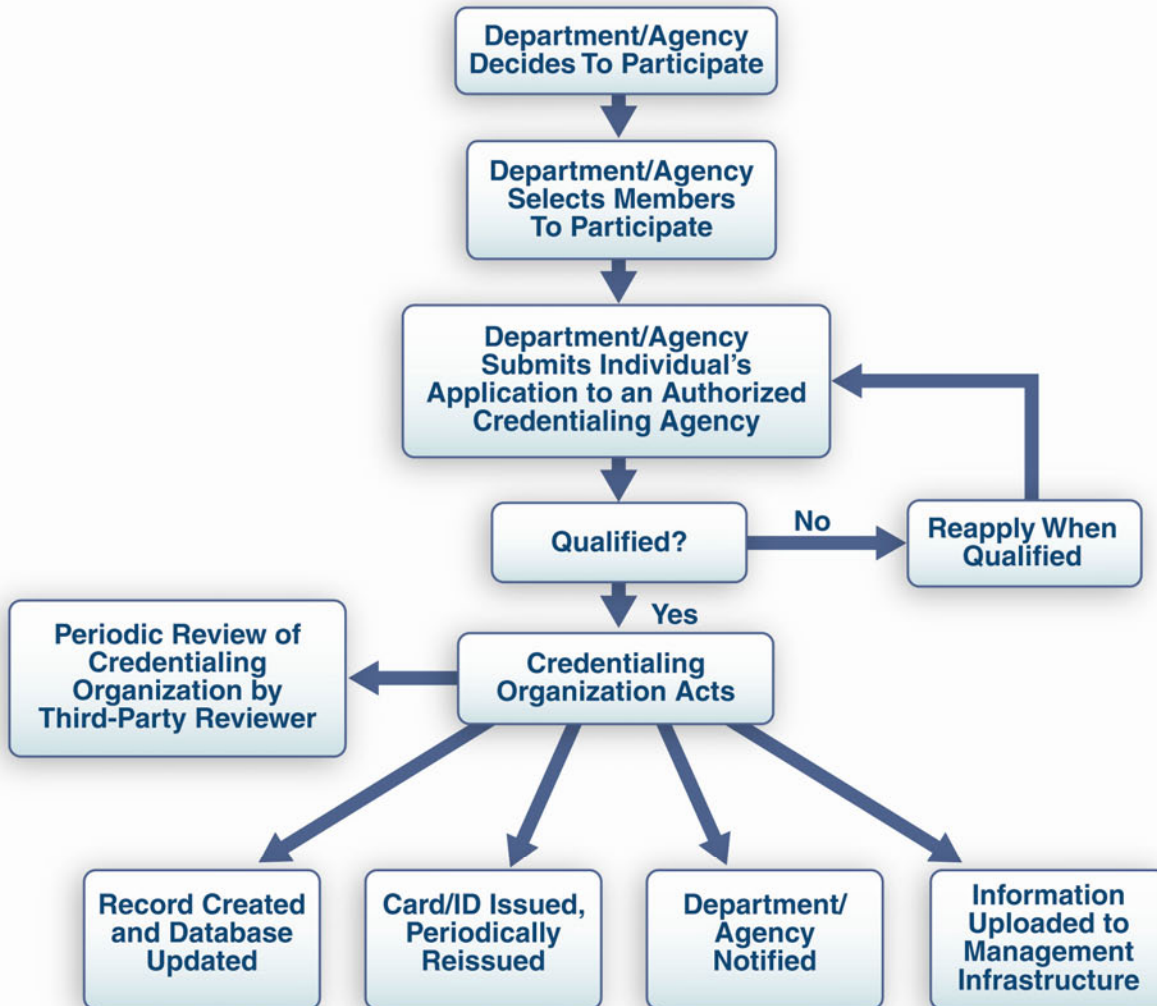 Department/Agency
Decides To Participate
Department/Agency
Selects Members
To Participate
Department/Agency
Submits Individual's
Application to an Authorized
Credentialing Agency
Qualified?
No
Reapply When
Qualified
Yes
Periodic Review of
Credentialing
Organization by
Third-Party Reviewer
Credentialing
Organization Acts
Record Created
and Database
Updated
Card/ID Issued,
Periodically
Reissued
Department/
Agency
Notified
Information
Uploaded to
Management
Infrastructure